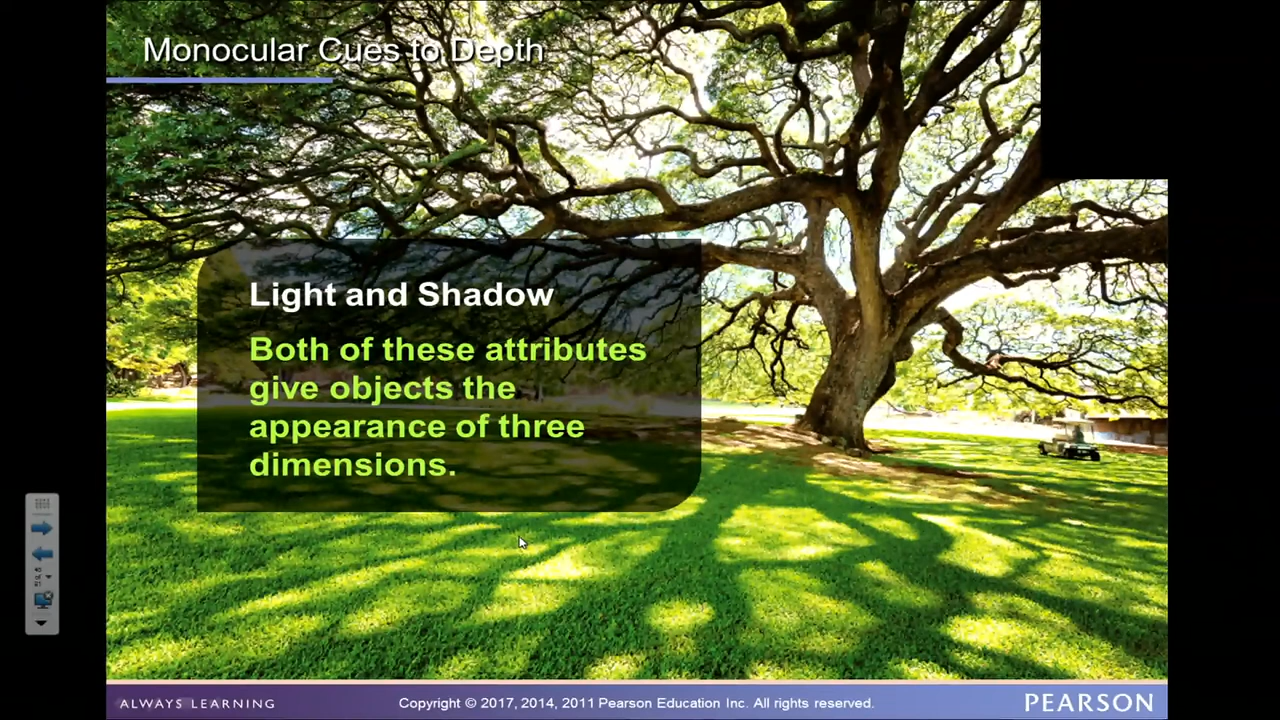 Monocular Cues to Depth
Light and Shadow
Both of these attributes
give objects the
appearance of three
dimensions.
ALWAYS LEARNING
Copyright © 2017, 2014, 2011 Pearson Education Inc. All rights reserved.
PEARSON